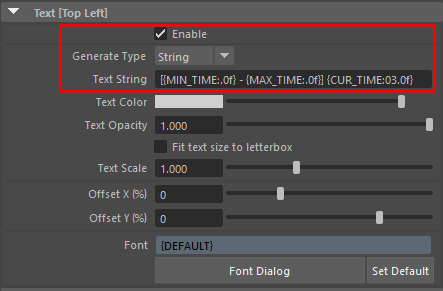 Text [Top Left]
Enable
Generate Type String
Text String [{MIN_TIME:.0f} - {MAX_TIME:.0f}] {CUR_TIME:03.0f}
Text Color
Text Opacity 1.000
Fit text size to letterbox
Text Scale 1.000
Offset X (%) 0
Offset Y (%) 0
Font {DEFAULT}
Font Dialog Set Default